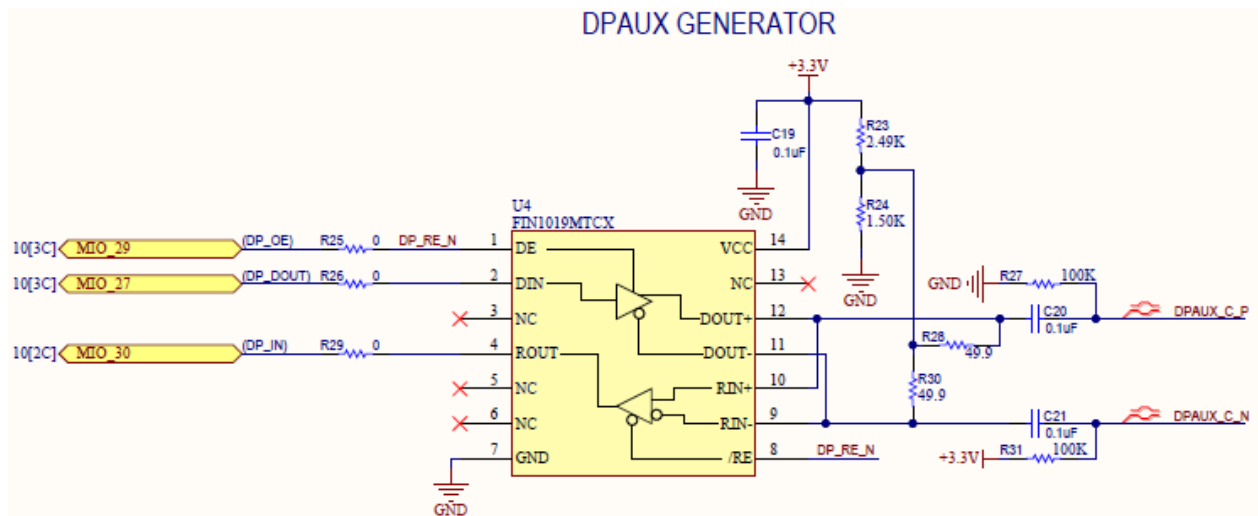 DPAUX GENERATOR
+3.3V
C19
0.1uF
R23
2.49K
GND
R24
1.50K
GND
U4
FIN1019MTCX
10[3C] MIO_29 (DP_OE) R25 0 DP_RE_N 1 DE VCC 14
10[3C] MIO_27 (DP_DOUT) R26 0 2 DIN NC 13
3 NC DOUT+ 12
10[2C] MIO_30 (DP_IN) R29 0 4 ROUT DOUT- 11
5 NC RIN+ 10
6 NC RIN- 9
7 GND /RE 8 DP_RE_N
GND
GND R27 100K
C20
0.1uF
DPAUX_C_P
R28
49.9
R30
49.9
C21
0.1uF
DPAUX_C_N
+3.3V R31 100K